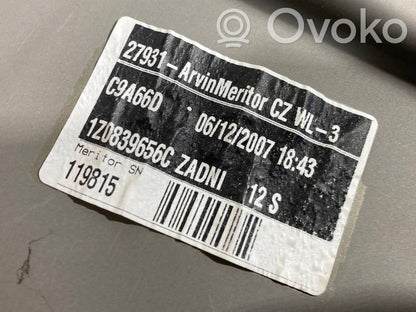 Ovoko
27931-ArvinMeritor CZ WL-3
C9A66D 06/12/2007 18:43
1Z0839656C ZADNI 12 S
Meritor SN
119815